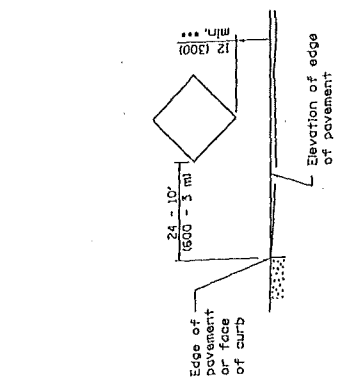 24 - 10'
(600 - 3 m)
12 (300)
min. •••
Edge of
pavement
or face
of curb
Elevation of edge
of pavement